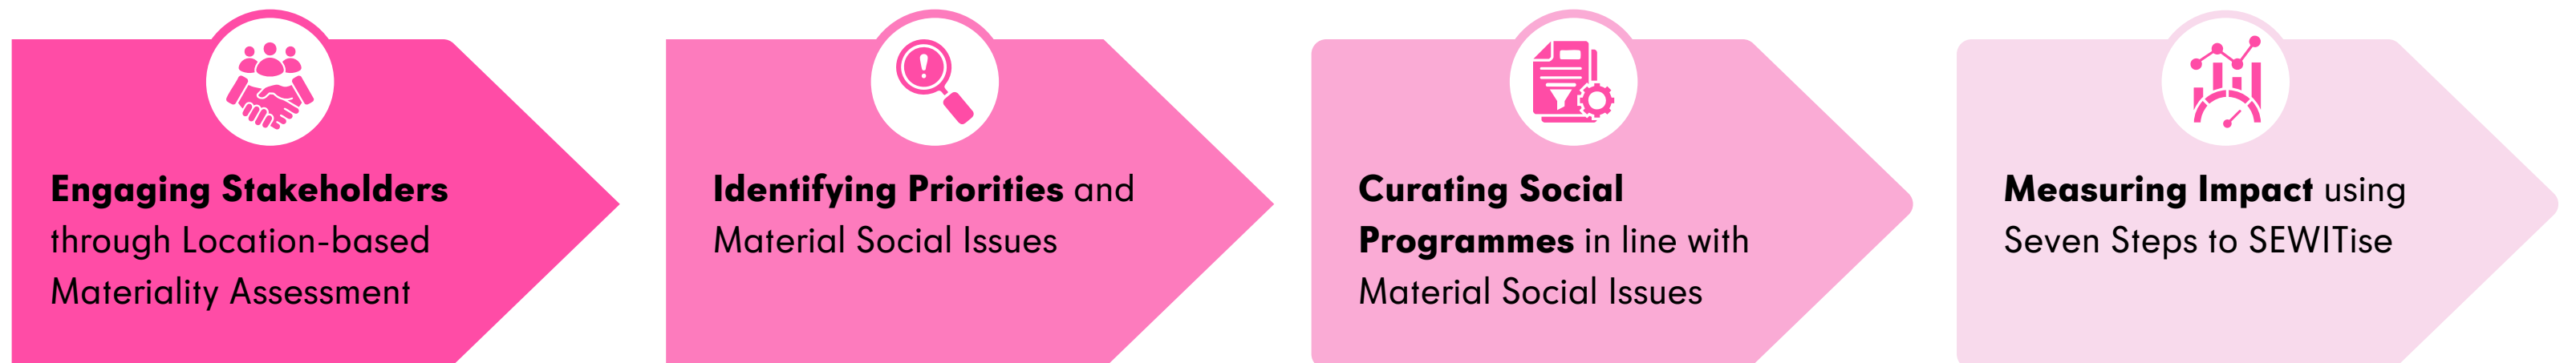 Engaging Stakeholders
through Location-based
Materiality Assessment
Identifying Priorities and
Material Social Issues
Curating Social
Programmes in line with
Material Social Issues
Measuring Impact using
Seven Steps to SEWITise